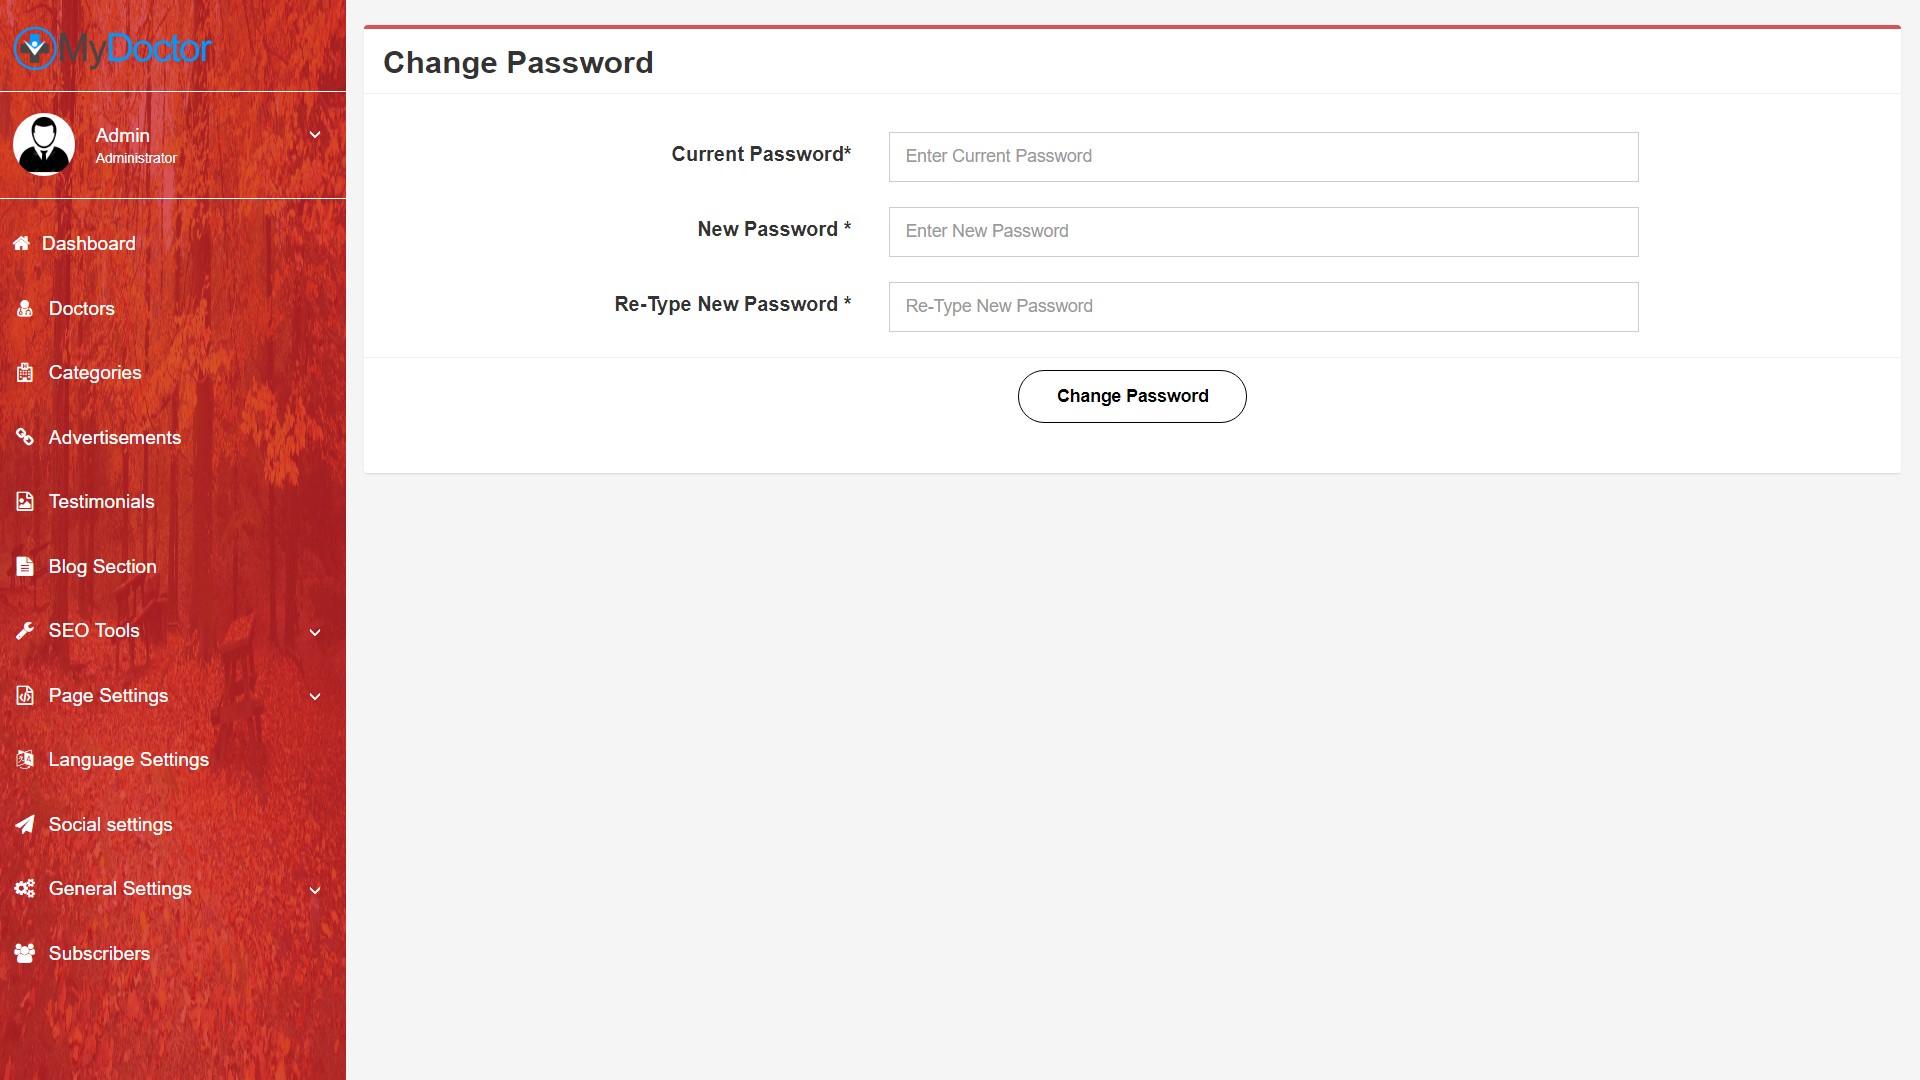 MyDoctor
Admin
Administrator
Dashboard
Doctors
Categories
Advertisements
Testimonials
Blog Section
SEO Tools
Page Settings
Language Settings
Social settings
General Settings
Subscribers
Change Password
Current Password*
Enter Current Password
New Password *
Enter New Password
Re-Type New Password *
Re-Type New Password
Change Password